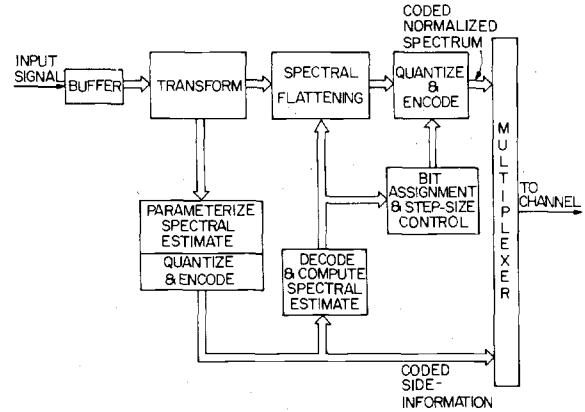 CODED
NORMALIZED
SPECTRUM
INPUT
SIGNAL
BUFFER
TRANSFORM
SPECTRAL
FLATTENING
QUANTIZE
&
ENCODE
MULTIPLEXER
TO
CHANNEL
BIT
ASSIGNMENT
& STEP-SIZE
CONTROL
PARAMETERIZE
SPECTRAL
ESTIMATE
QUANTIZE
& ENCODE
DECODE
& COMPUTE
SPECTRAL
ESTIMATE
CODED
SIDE-
INFORMATION